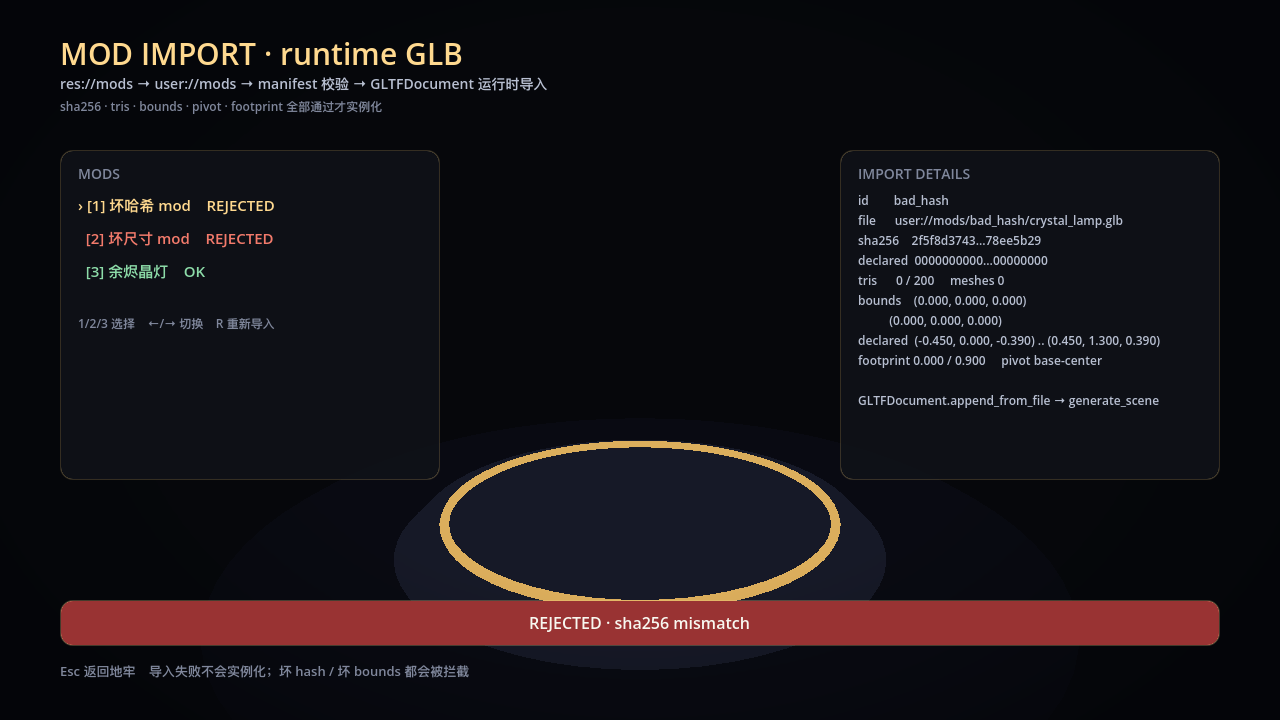 MOD IMPORT · runtime GLB
res://mods → user://mods → manifest 校验 → GLTFDocument 运行时导入
sha256 · tris · bounds · pivot · footprint 全部通过才实例化
MODS
› [1] 坏哈希 mod REJECTED
[2] 坏尺寸 mod REJECTED
[3] 余烬晶灯 OK
1/2/3 选择 ←/→ 切换 R 重新导入
IMPORT DETAILS
id bad_hash
file user://mods/bad_hash/crystal_lamp.glb
sha256 2f5f8d3743...78ee5b29
declared 0000000000...00000000
tris 0 / 200 meshes 0
bounds (0.000, 0.000, 0.000)
(0.000, 0.000, 0.000)
declared (-0.450, 0.000, -0.390) .. (0.450, 1.300, 0.390)
footprint 0.000 / 0.900 pivot base-center
GLTFDocument.append_from_file → generate_scene
REJECTED · sha256 mismatch
Esc 返回地牢 导入失败不会实例化；坏 hash / 坏 bounds 都会被拦截